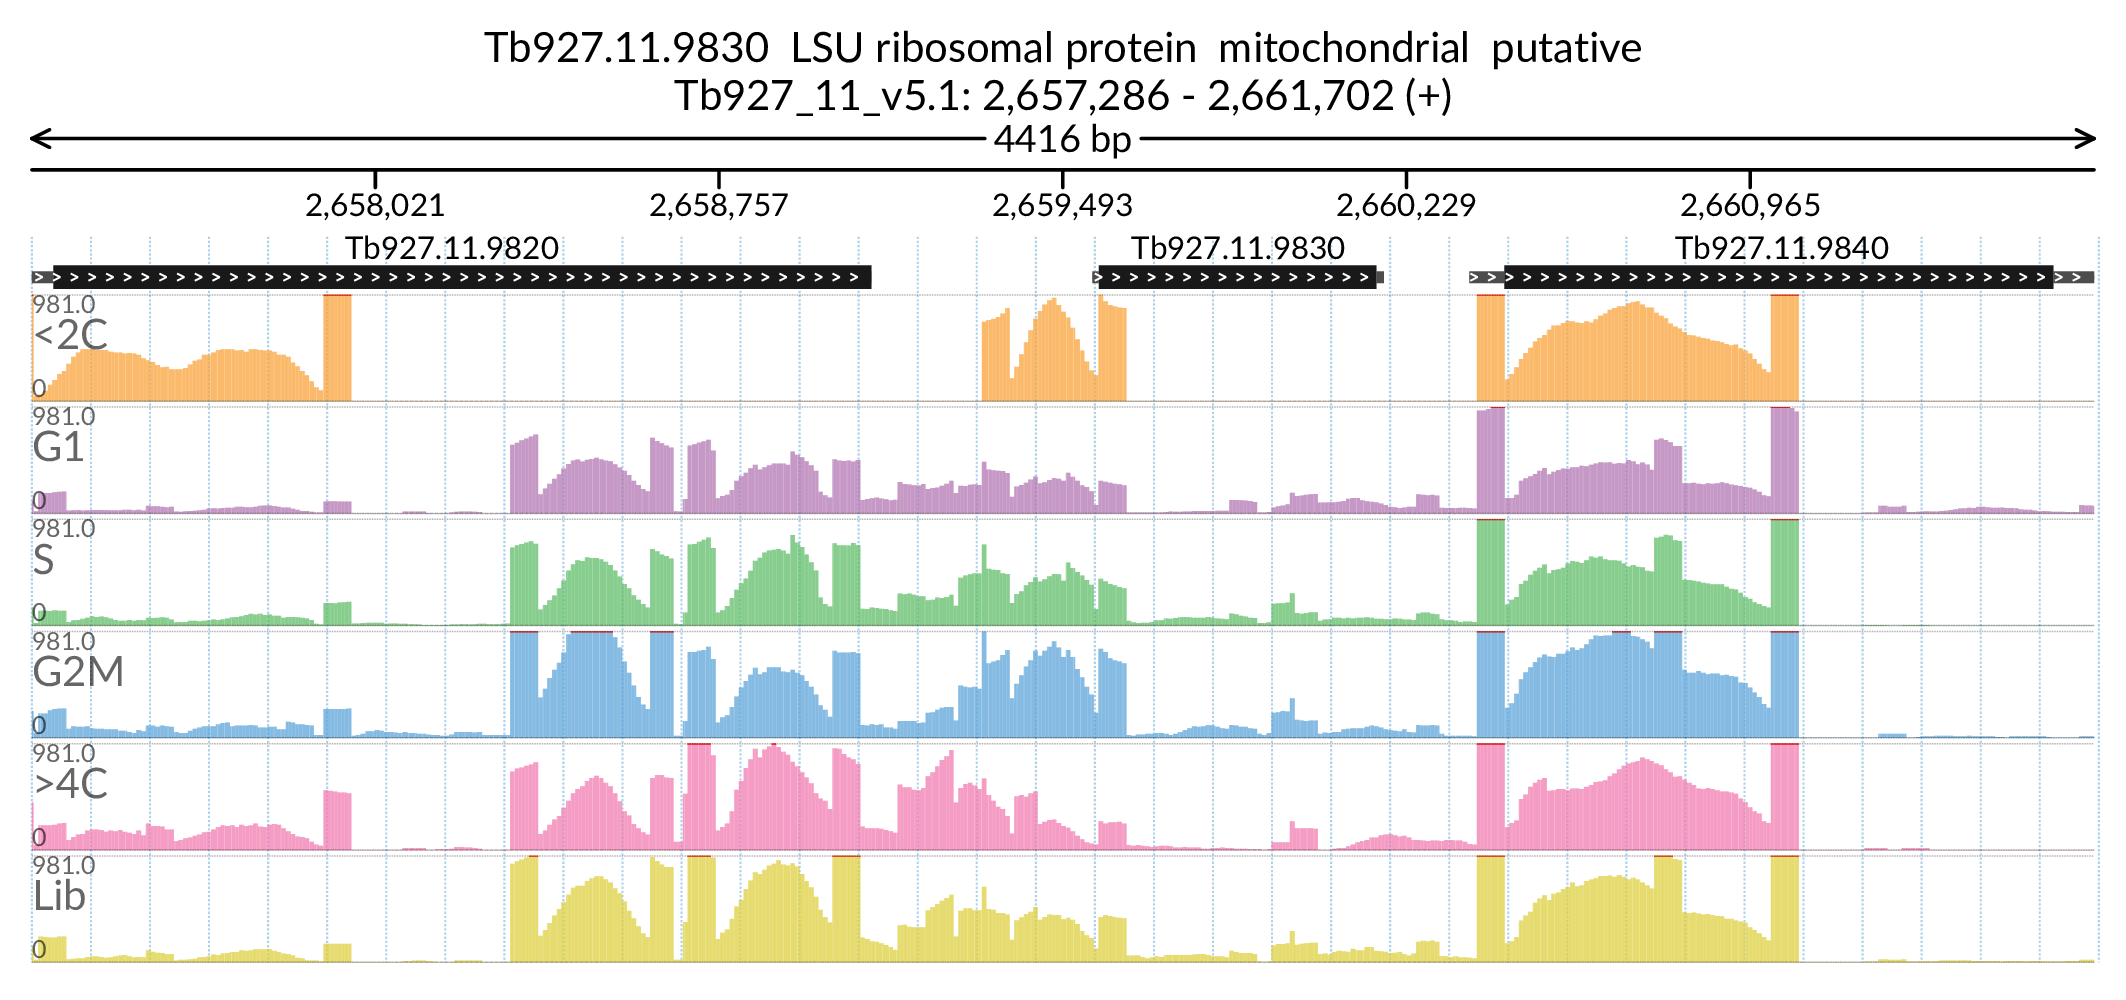 Tb927.11.9830 LSU ribosomal protein mitochondrial putative
Tb927_11_v5.1: 2,657,286 - 2,661,702 (+)
4416 bp
2,658,021 2,658,757 2,659,493 2,660,229 2,660,965
Tb927.11.9820 Tb927.11.9830 Tb927.11.9840
981.0
<2C
0
981.0
G1
0
981.0
S
0
981.0
G2M
0
981.0
>4C
0
981.0
Lib
0